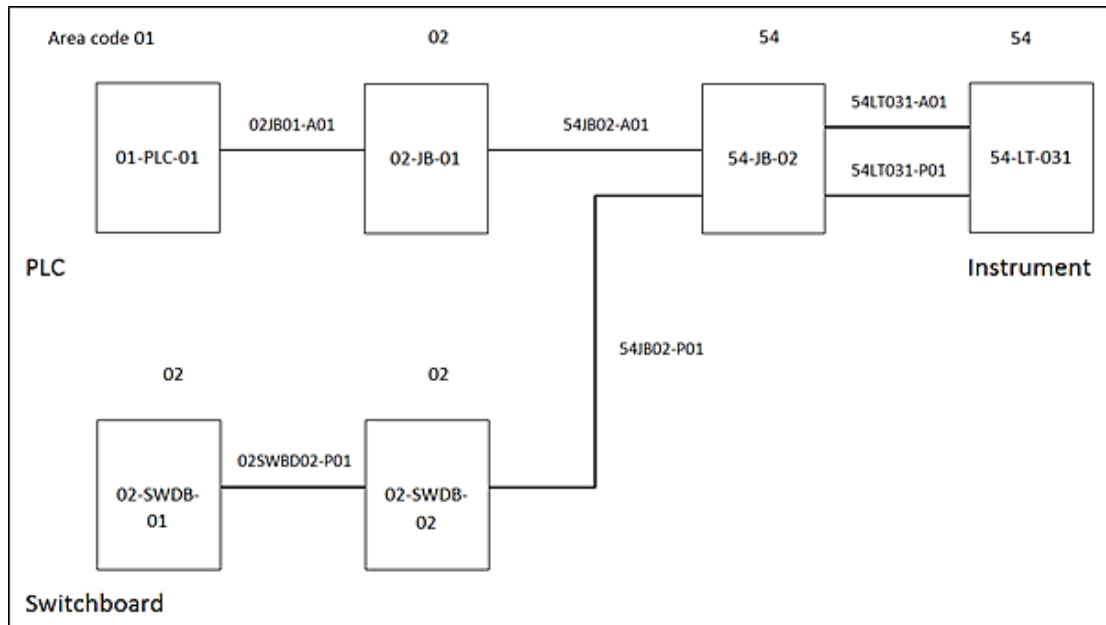 Area code 01
02
54
54
01-PLC-01
02JB01-A01
02-JB-01
54JB02-A01
54-JB-02
54LT031-A01
54LT031-P01
54-LT-031
PLC
Instrument
54JB02-P01
02
02
02-SWDB-
01
02SWBD02-P01
02-SWDB-
02
Switchboard